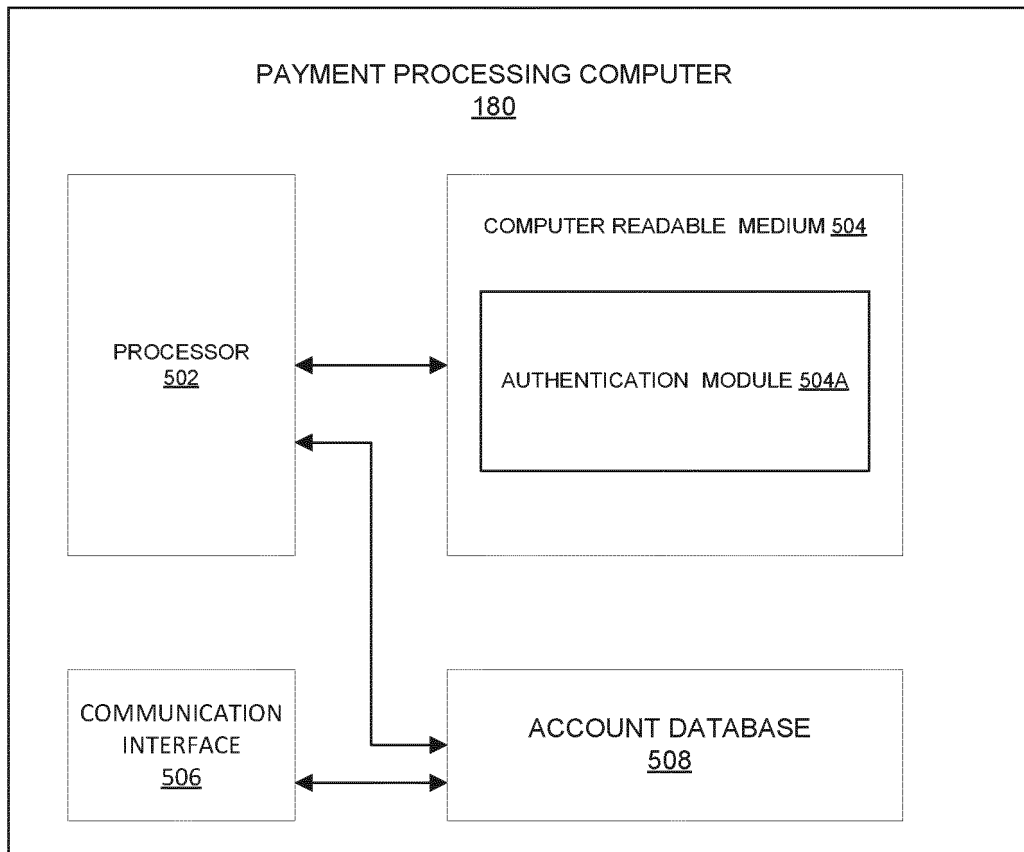 PAYMENT PROCESSING COMPUTER
180
COMPUTER READABLE MEDIUM 504
PROCESSOR
502
AUTHENTICATION MODULE 504A
COMMUNICATION
INTERFACE
506
ACCOUNT DATABASE
508